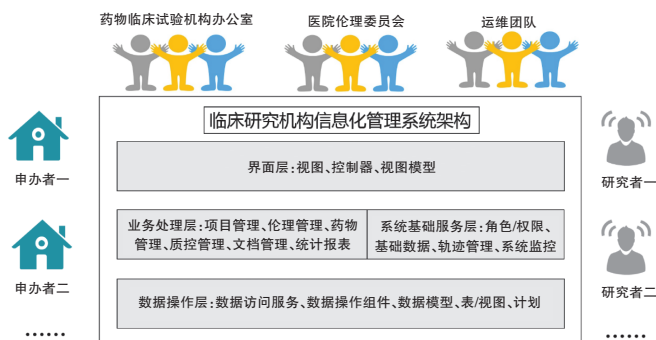 药物临床试验机构办公室
医院伦理委员会
运维团队
临床研究机构信息化管理系统架构
界面层:视图、控制器、视图模型
业务处理层:项目管理、伦理管理、药物
管理、质控管理、文档管理、统计报表
系统基础服务层:角色/权限、
基础数据、轨迹管理、系统监控
数据操作层:数据访问服务、数据操作组件、数据模型、表/视图、计划
申办者一
申办者二
……
研究者一
研究者二
……